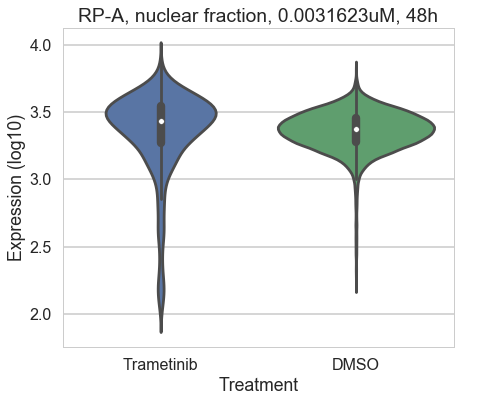 RP-A, nuclear fraction, 0.0031623uM, 48h
Expression (log10)
4.0
3.5
3.0
2.5
2.0
Trametinib
DMSO
Treatment